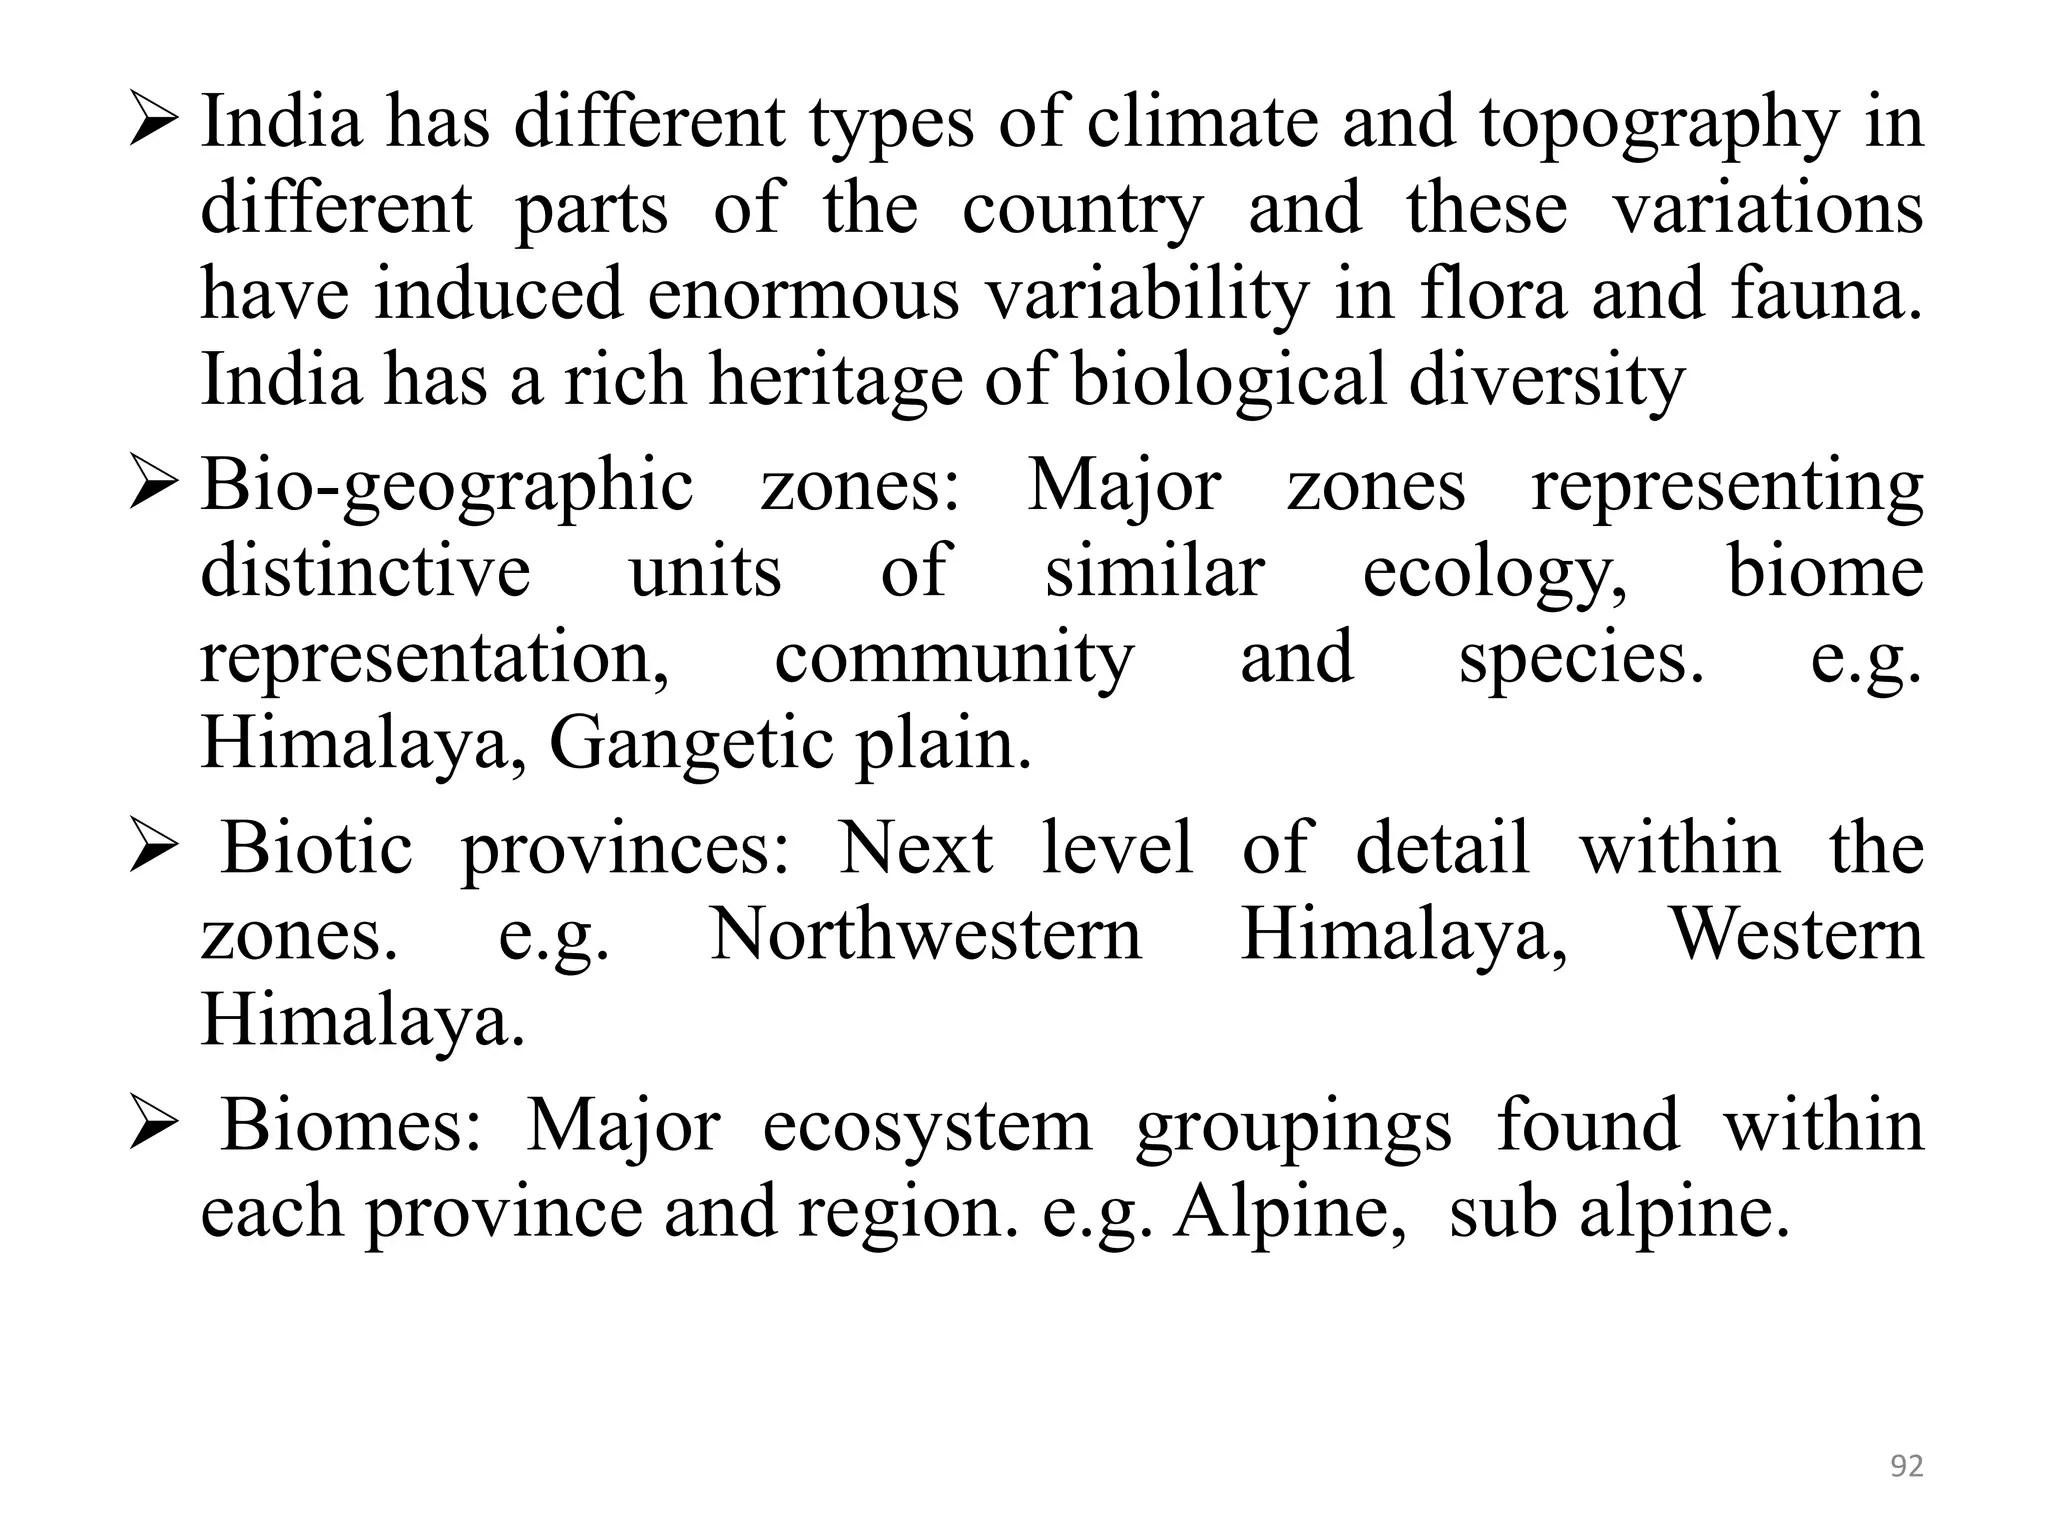 ➢ India has different types of climate and topography in
different parts of the country and these variations
have induced enormous variability in flora and fauna.
India has a rich heritage of biological diversity
➢ Bio-geographic zones: Major zones representing
distinctive units of similar ecology, biome
representation, community and species. e.g.
Himalaya, Gangetic plain.
➢ Biotic provinces: Next level of detail within the
zones. e.g. Northwestern Himalaya, Western
Himalaya.
➢ Biomes: Major ecosystem groupings found within
each province and region. e.g. Alpine, sub alpine.
92